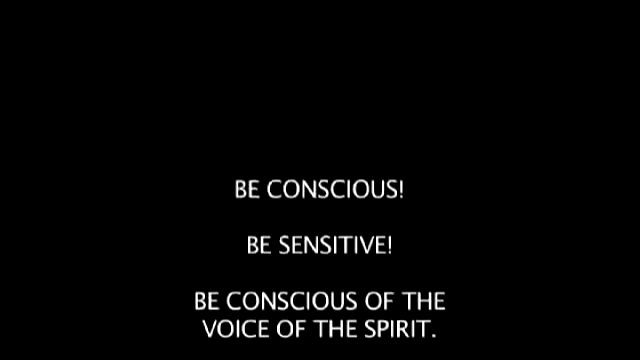 BE CONSCIOUS!
BE SENSITIVE!
BE CONSCIOUS OF THE
VOICE OF THE SPIRIT.